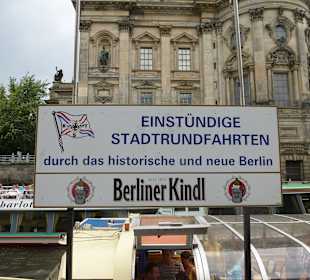 EINSTÜNDIGE
STADTRUNDFAHRTEN
durch das historische und neue Berlin
Berliner Kindl